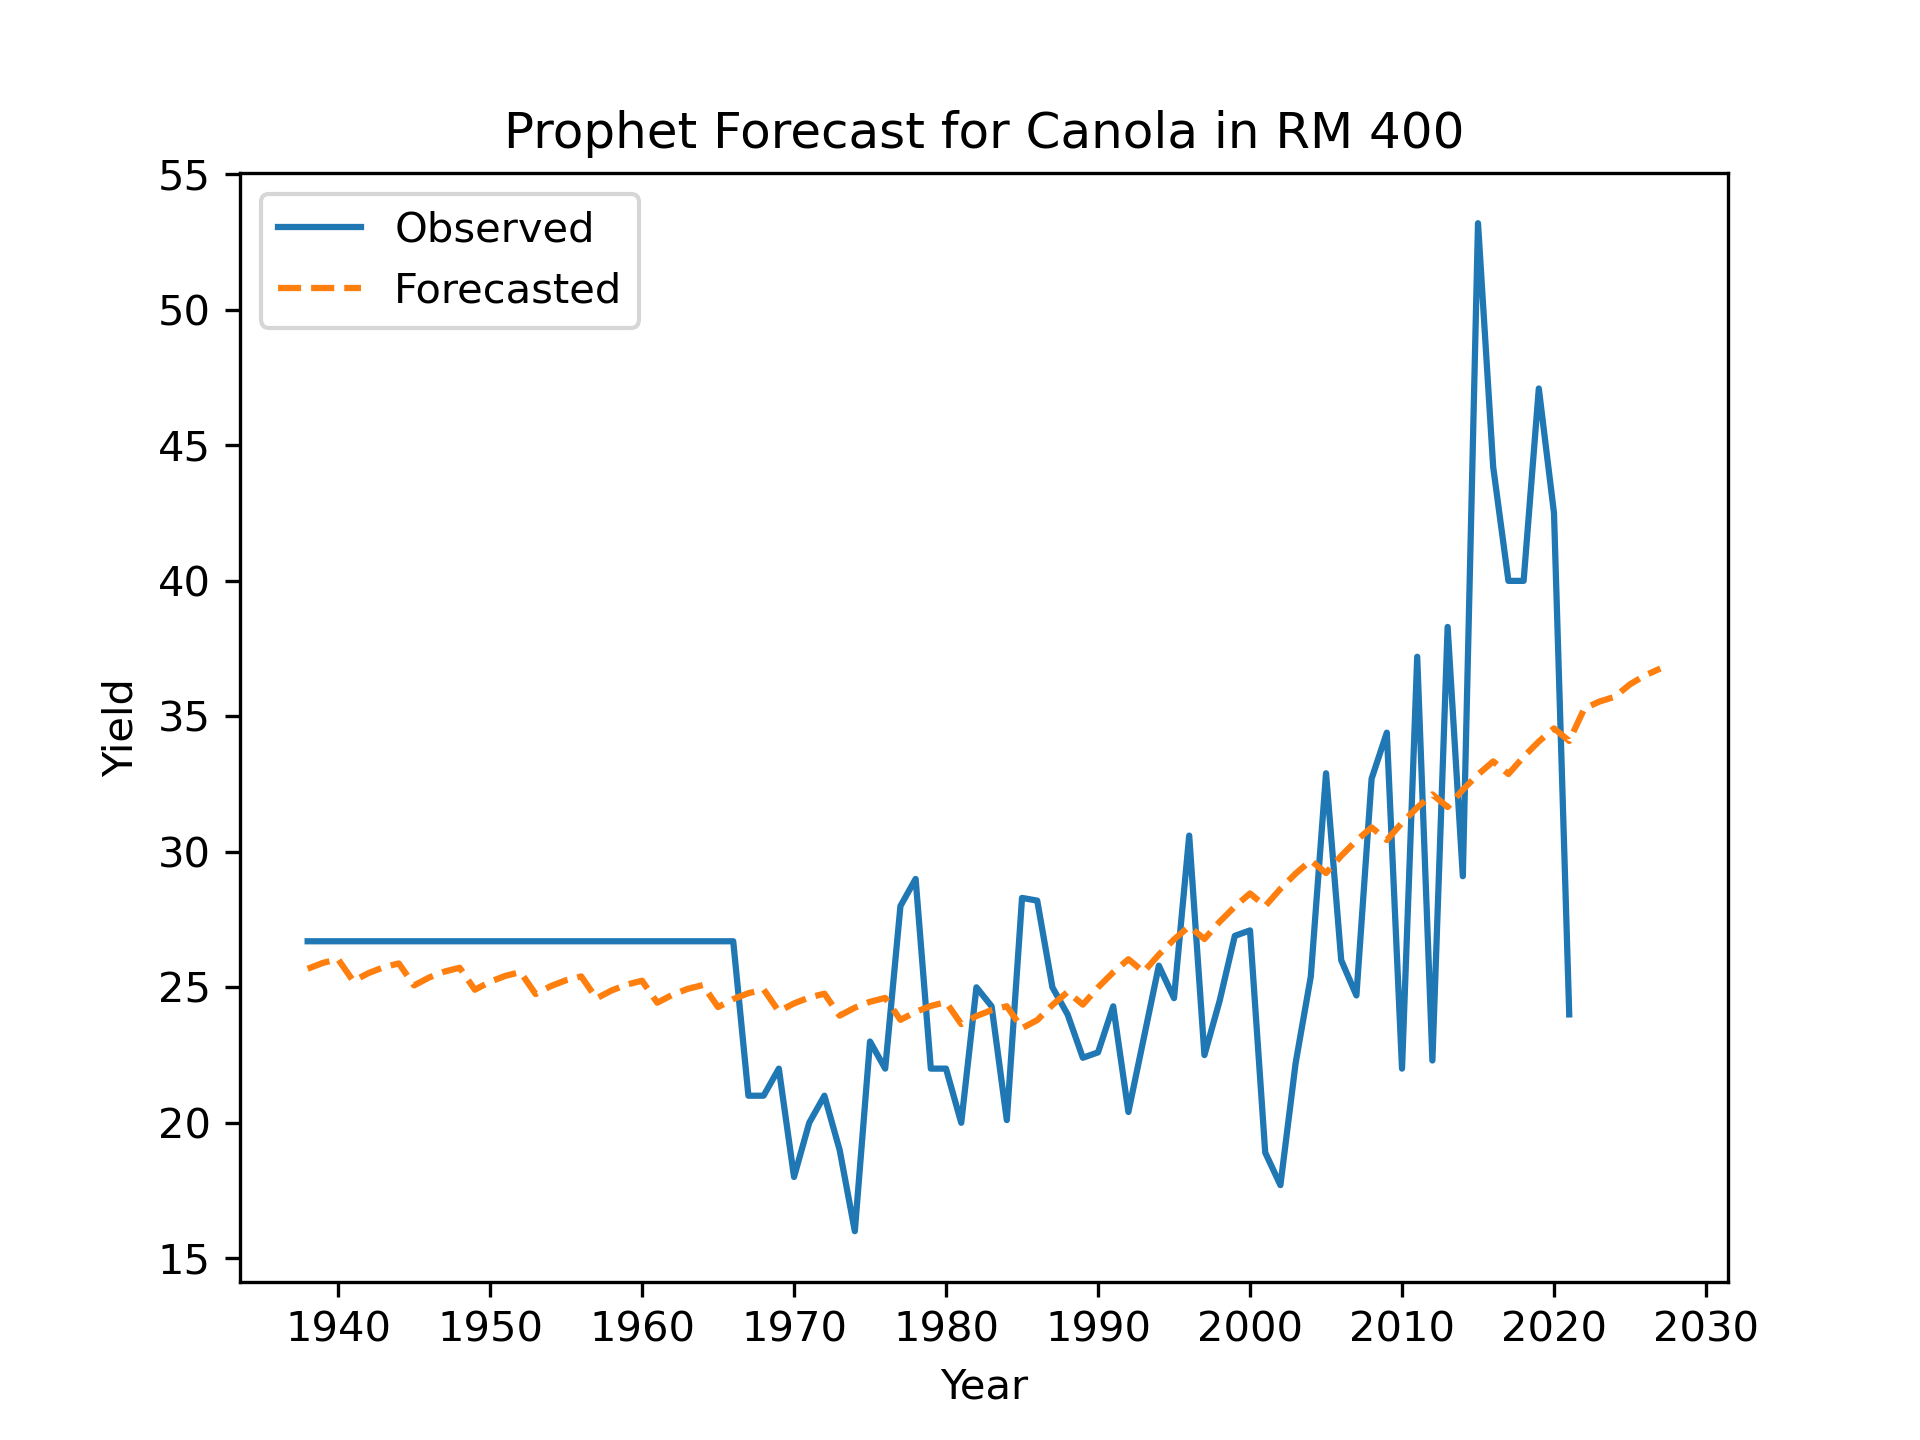 Prophet Forecast for Canola in RM 400
55
50
45
40
35
30
25
20
15
Yield
Observed
Forecasted
1940 1950 1960 1970 1980 1990 2000 2010 2020 2030
Year